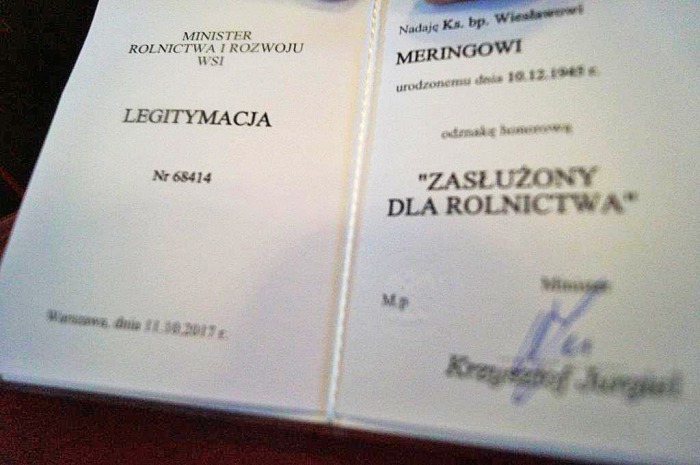 MINISTER
ROLNICTWA I ROZWOJU
WSI
LEGITYMACJA
Nr 68414
Warszawa, dnia 11.10.2017 r.
Nadaję Ks. bp. Wiesławowi
MERINGOWI
urodzonemu dnia 10.12.1945 r.
odznakę honorową
"ZASŁUŻONY
DLA ROLNICTWA"
Minister
M.p
Krzysztof Jurgiel